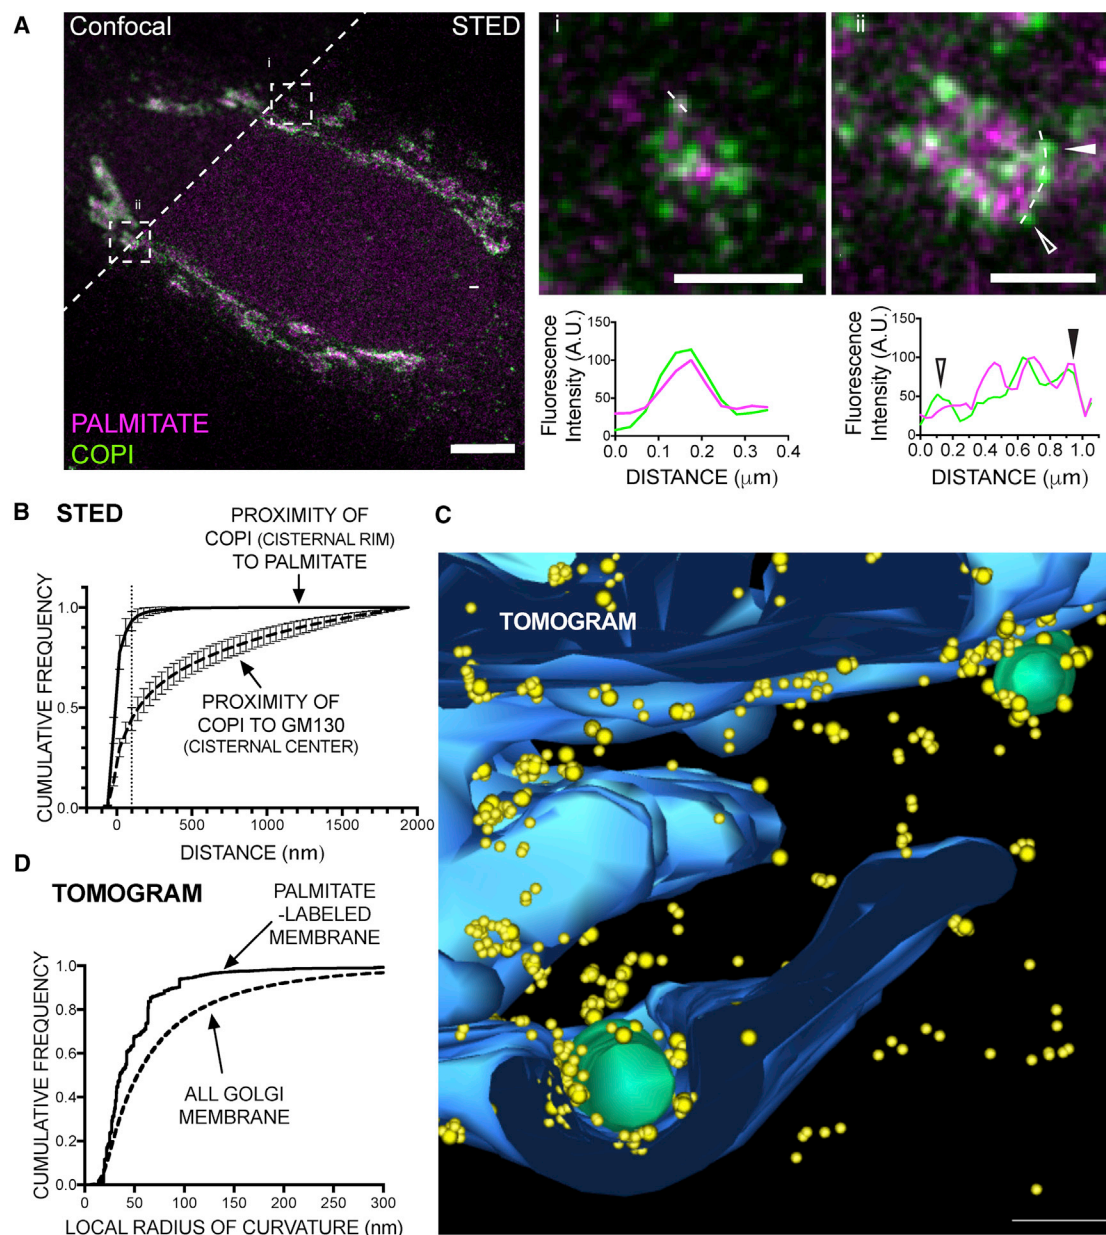 A
Confocal
STED
i
ii
PALMITATE
COPI
i
ii
Fluorescence
Intensity (A.U.)
150
100
50
0
0.0 0.1 0.2 0.3 0.4
DISTANCE (μm)
Fluorescence
Intensity (A.U.)
150
100
50
0
0.0 0.2 0.4 0.6 0.8 1.0
DISTANCE (μm)
B STED
PROXIMITY OF
COPI (CISTERNAL RIM)
TO PALMITATE
CUMULATIVE FREQUENCY
1.0
0.5
0.0
PROXIMITY OF
COPI TO GM130
(CISTERNAL CENTER)
0 500 1000 1500 2000
DISTANCE (nm)
C
TOMOGRAM
D
TOMOGRAM
PALMITATE
-LABELED
MEMBRANE
CUMULATIVE FREQUENCY
1.0
0.8
0.6
0.4
0.2
0.0
ALL GOLGI
MEMBRANE
0 50 100 150 200 250 300
LOCAL RADIUS OF CURVATURE (nm)